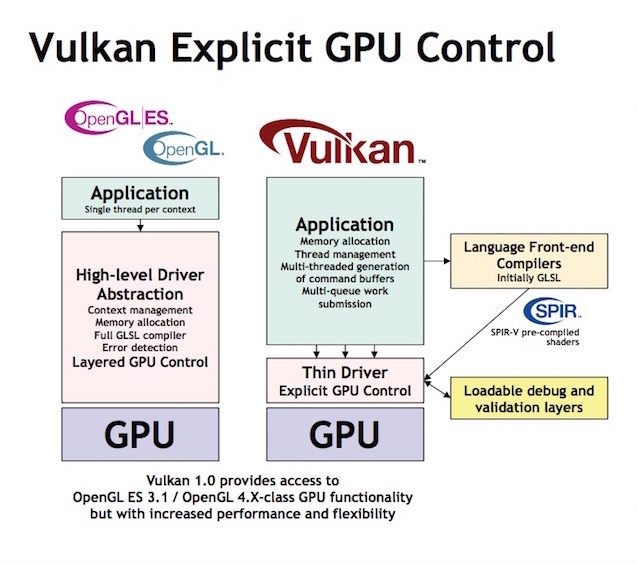 Vulkan Explicit GPU Control
OpenGL|ES™
OpenGL.
Vulkan™
Application
Single thread per context
High-level Driver
Abstraction
Context management
Memory allocation
Full GLSL compiler
Error detection
Layered GPU Control
GPU
Application
Memory allocation
Thread management
Multi-threaded generation
of command buffers
Multi-queue work
submission
Thin Driver
Explicit GPU Control
GPU
Language Front-end
Compilers
Initially GLSL
SPIR™
SPIR-V pre-compiled
shaders
Loadable debug and
validation layers
Vulkan 1.0 provides access to
OpenGL ES 3.1 / OpenGL 4.X-class GPU functionality
but with increased performance and flexibility